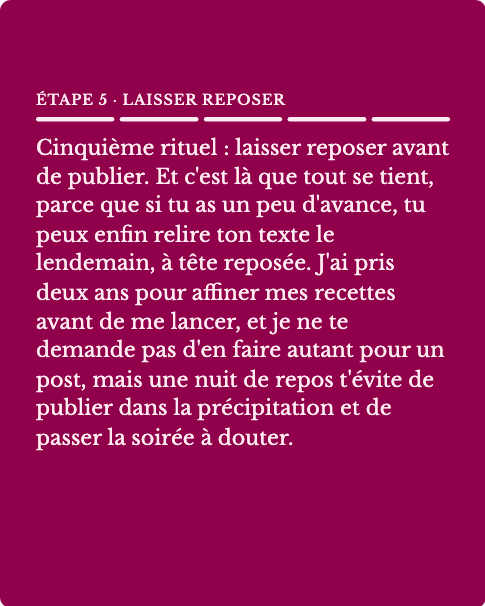 ÉTAPE 5 · LAISSER REPOSER
Cinquième rituel : laisser reposer avant
de publier. Et c'est là que tout se tient,
parce que si tu as un peu d'avance, tu
peux enfin relire ton texte le
lendemain, à tête reposée. J'ai pris
deux ans pour affiner mes recettes
avant de me lancer, et je ne te
demande pas d'en faire autant pour un
post, mais une nuit de repos t'évite de
publier dans la précipitation et de
passer la soirée à douter.